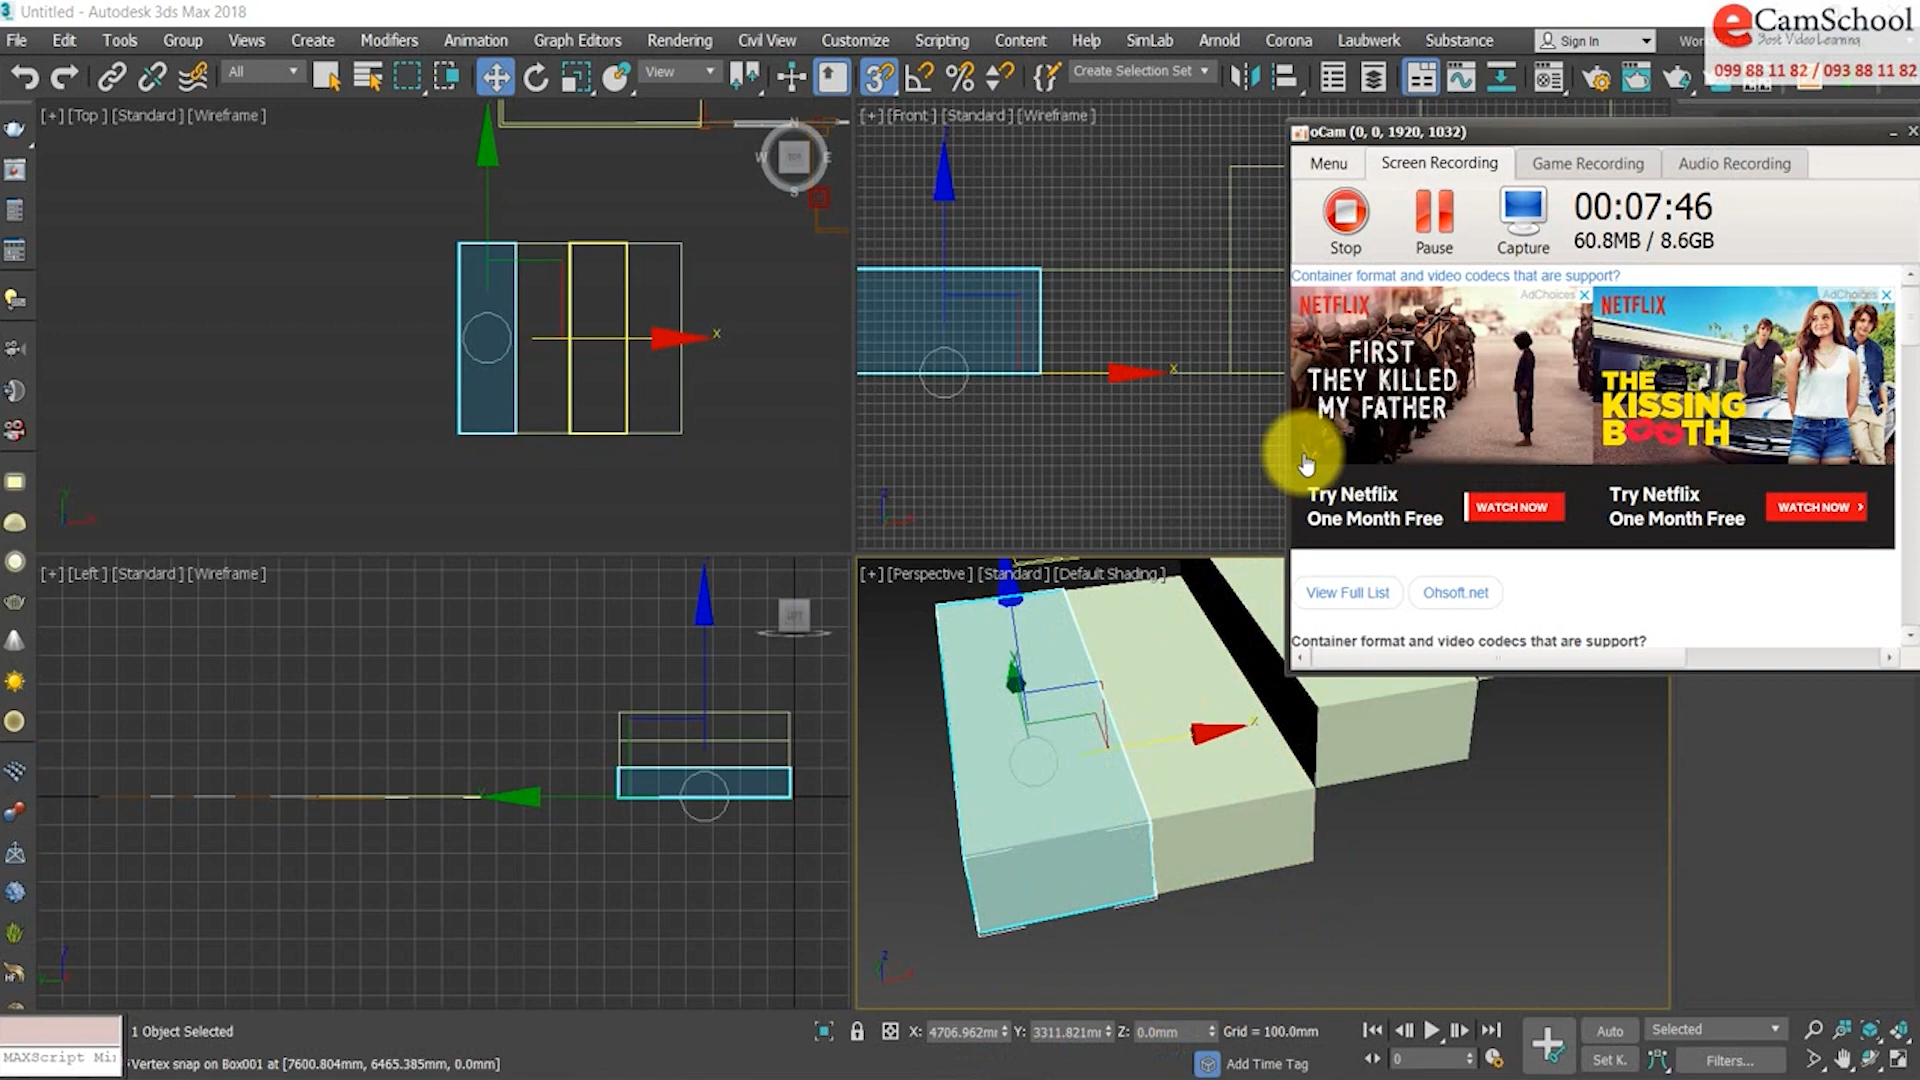 Untitled - Autodesk 3ds Max 2018
eCamSchool
Best Video Learning
099 88 11 82 / 093 88 11 82
File Edit Tools Group Views Create Modifiers Animation Graph Editors Rendering Civil View Customize Scripting Content Help SimLab Arnold Corona Laubwerk Substance Sign In
All View Create Selection Set
[+] [Top ] [Standard ] [Wireframe ]
[+] [Front ] [Standard ] [Wireframe ]
oCam (0, 0, 1920, 1032)
Menu Screen Recording Game Recording Audio Recording
00:07:46
60.8MB / 8.6GB
Stop Pause Capture
Container format and video codecs that are support?
AdChoices AdChoices
NETFLIX NETFLIX
FIRST
THEY KILLED
MY FATHER
THE
KISSING
BOOTH
Try Netflix
One Month Free
WATCH NOW
Try Netflix
One Month Free
WATCH NOW
View Full List Ohsoft.net
Container format and video codecs that are support?
[+] [Left ] [Standard ] [Wireframe ]
[+] [Perspective ] [Standard ] [Default Shading ]
TOP
N
W E
S
X
X
1 Object Selected
X: 4706.962m Y: 3311.821m Z: 0.0mm Grid = 100.0mm
Auto Selected
MAXScript Mi
Vertex snap on Box001 at [7600.804mm, 6465.385mm, 0.0mm]
Add Time Tag
0
Set K. Filters...